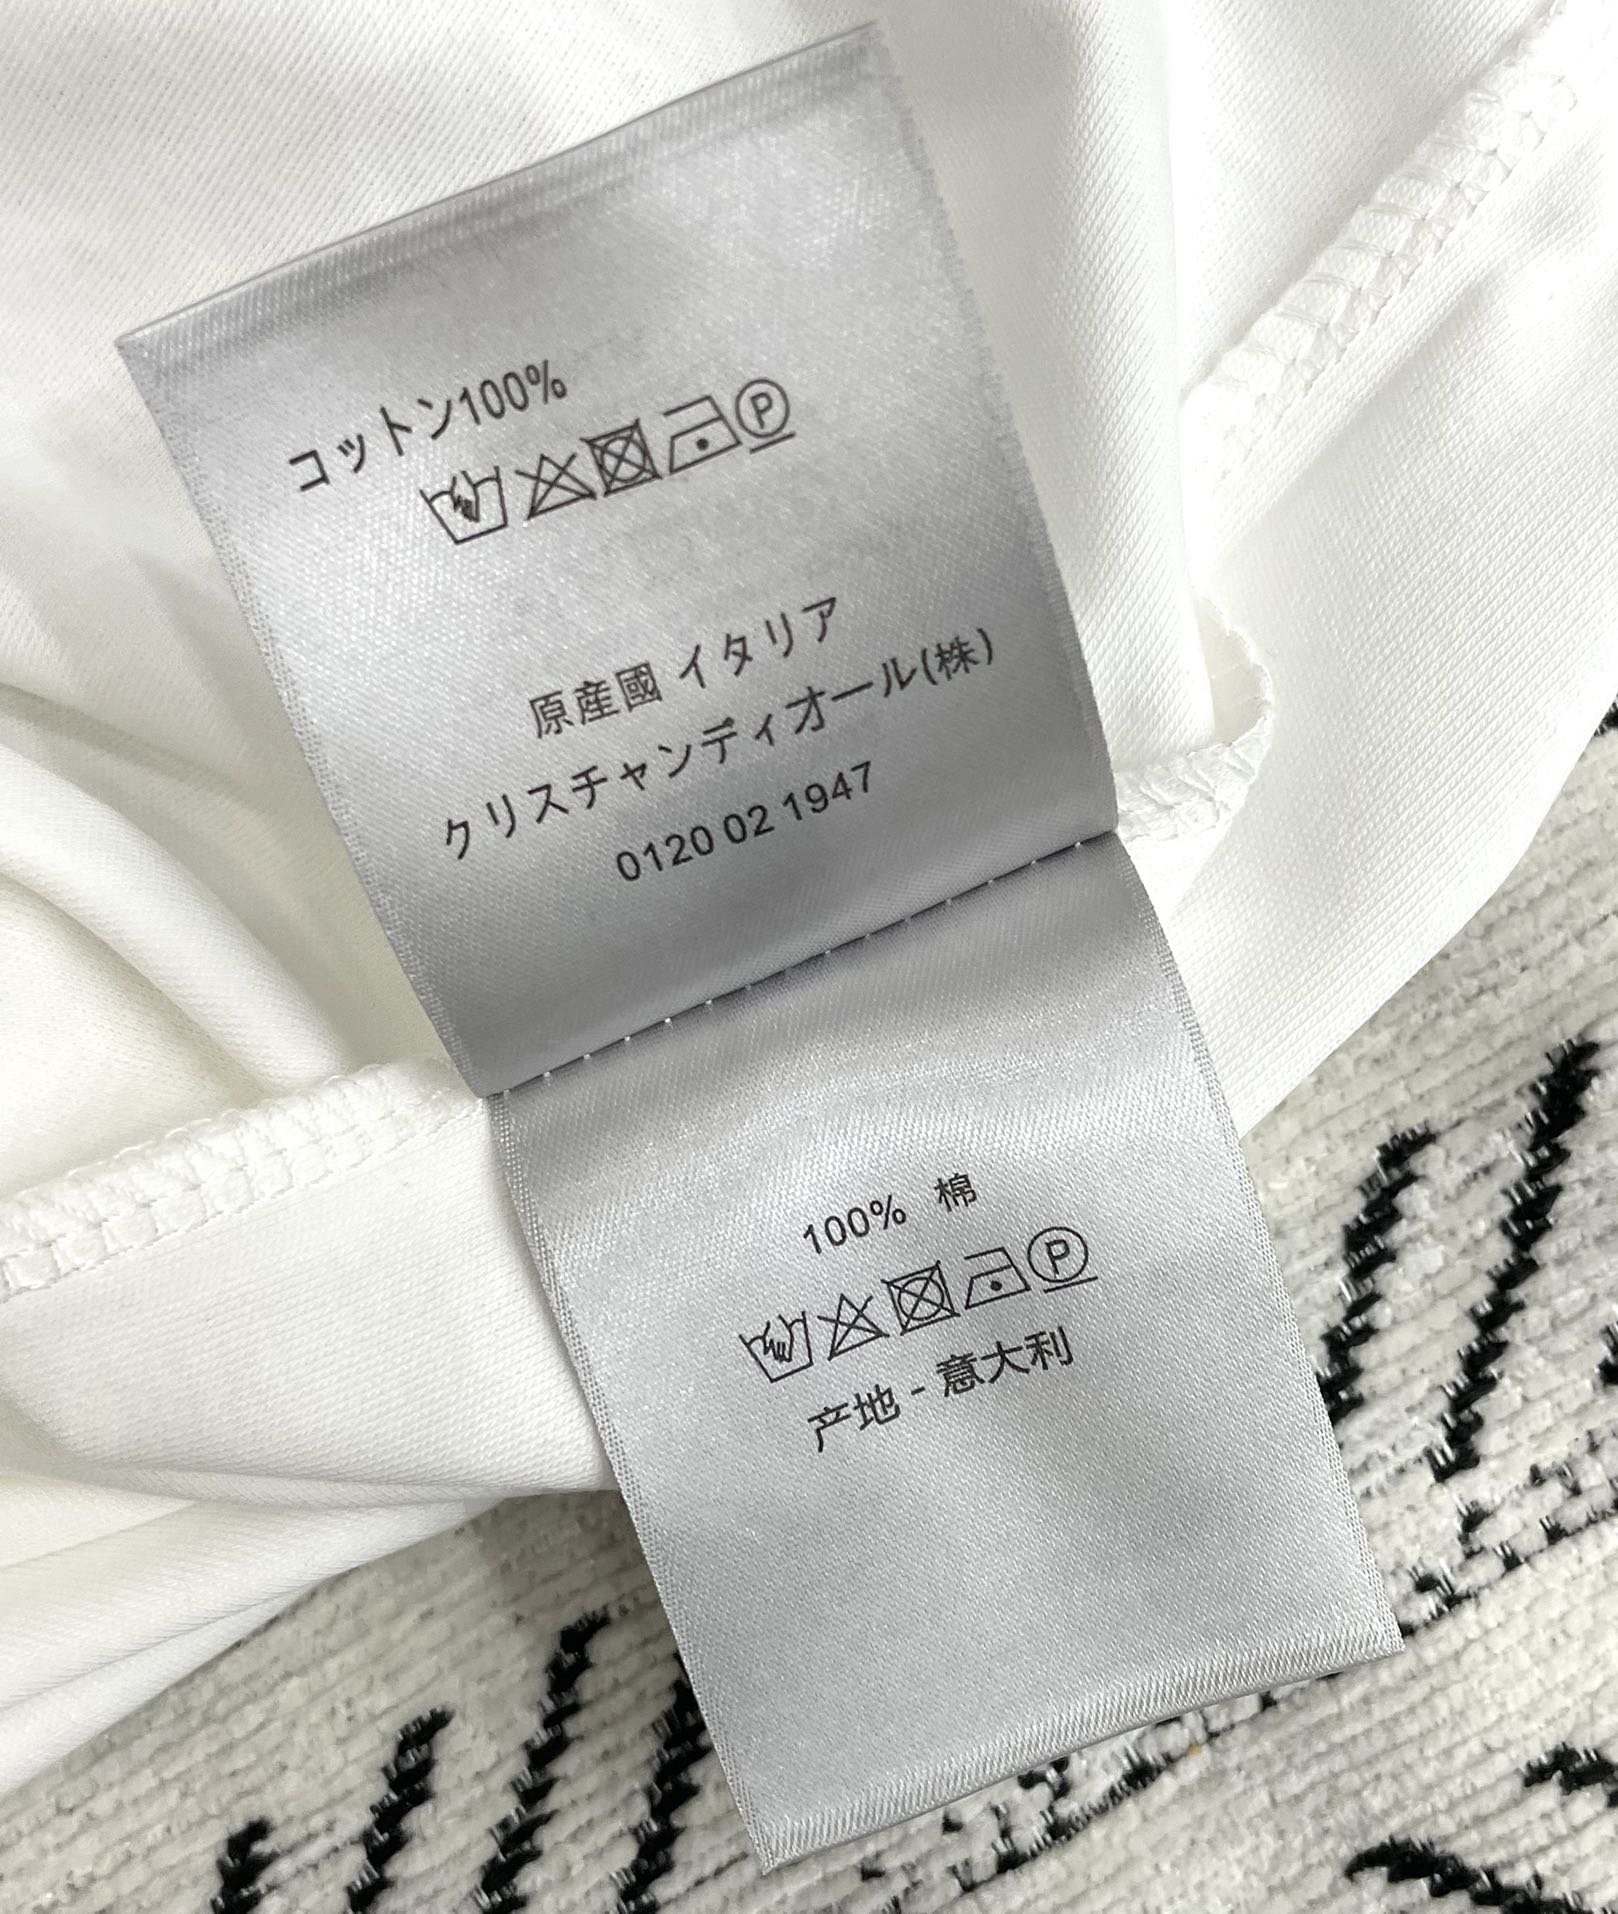 コットン100%
P
原産國 イタリア
クリスチャンディオール(株)
0120 02 1947
100% 棉
P
产地 - 意大利